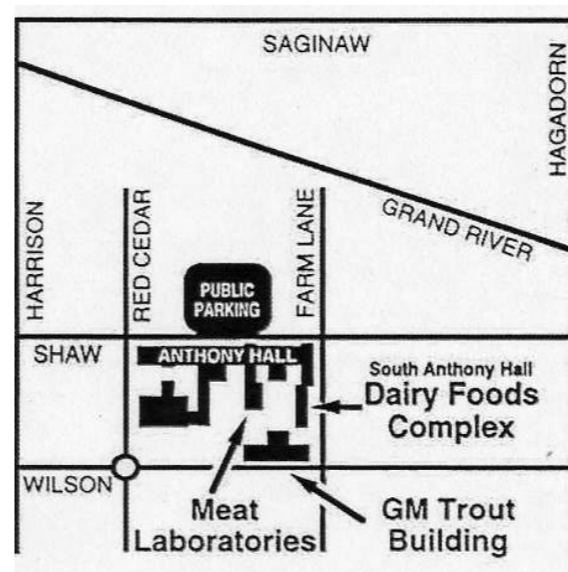 SAGINAW
HAGADORN
GRAND RIVER
HARRISON
RED CEDAR
FARM LANE
PUBLIC
PARKING
SHAW
ANTHONY HALL
South Anthony Hall
Dairy Foods
Complex
WILSON
Meat
Laboratories
GM Trout
Building